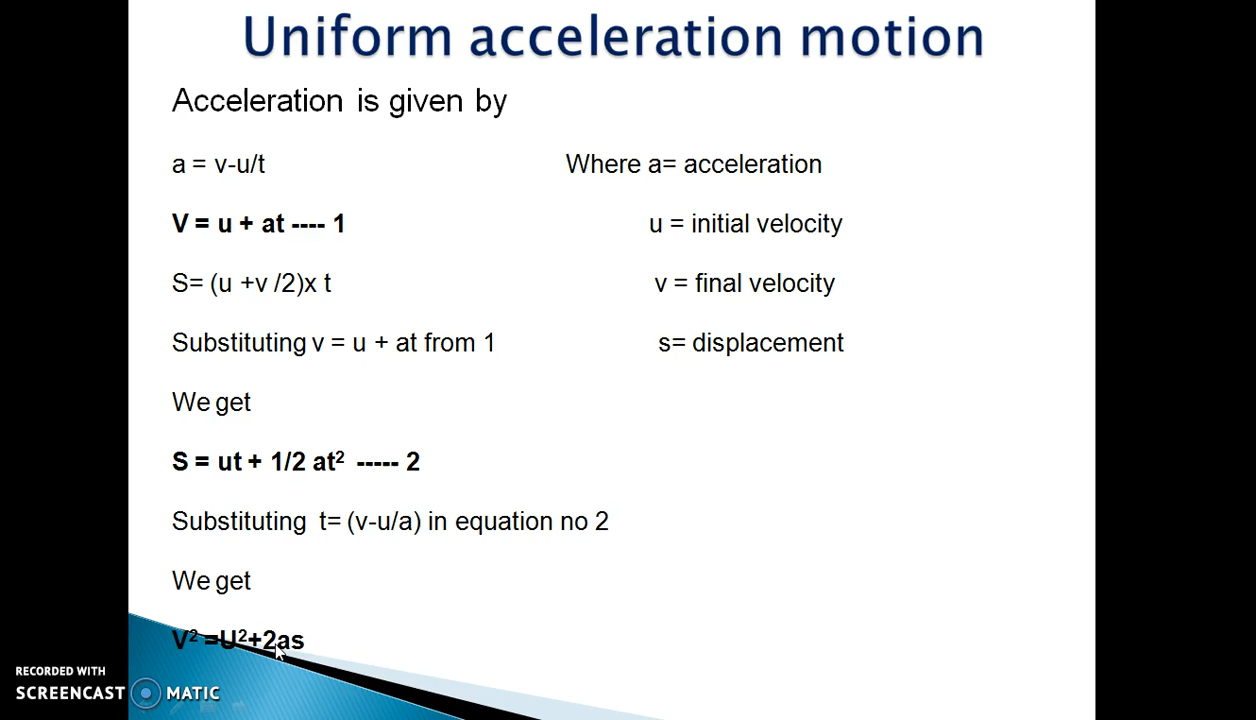 Uniform acceleration motion
Acceleration is given by
a = v-u/t Where a= acceleration
V = u + at ---- 1 u = initial velocity
S= (u +v /2)x t v = final velocity
Substituting v = u + at from 1 s= displacement
We get
S = ut + 1/2 at² ----- 2
Substituting t= (v-u/a) in equation no 2
We get
V² =U²+2as
RECORDED WITH
SCREENCAST MATIC